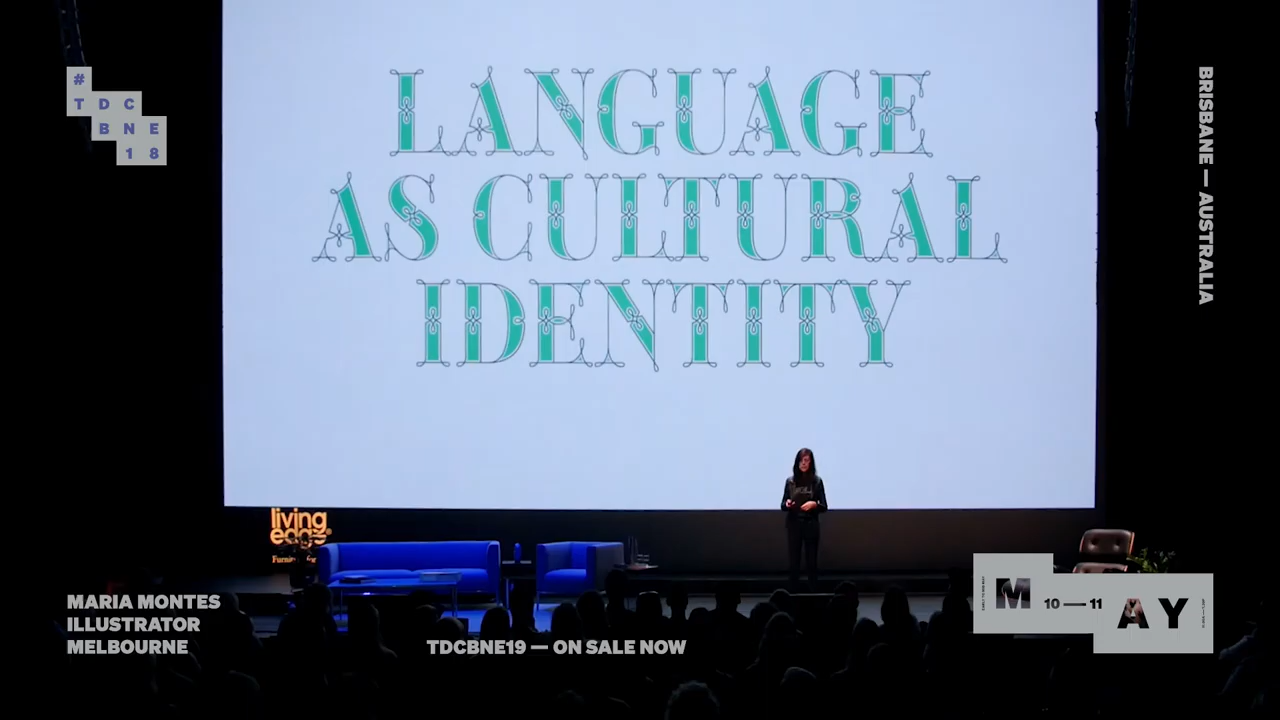 #
TDC
BNE
18
LANGUAGE
AS CULTURAL
IDENTITY
BRISBANE — AUSTRALIA
living
edge
MARIA MONTES
ILLUSTRATOR
MELBOURNE
TDCBNE19 — ON SALE NOW
M
10 — 11
AY